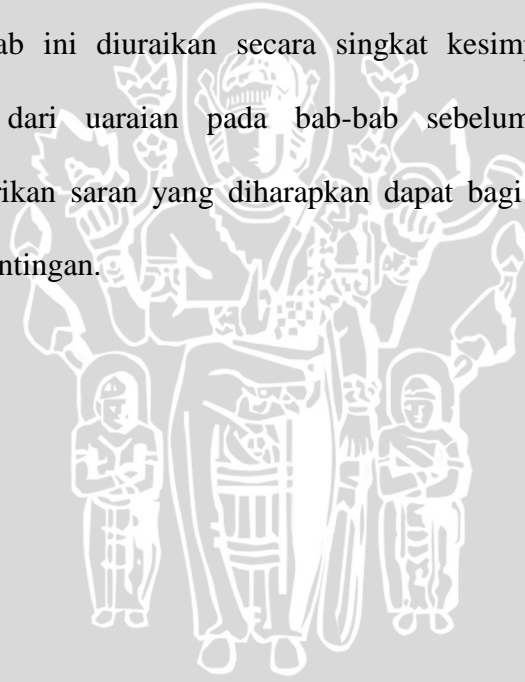 ab ini diuraikan secara singkat kesimp
dari uaraian pada bab-bab sebelum
rikan saran yang diharapkan dapat bagi
ntingan.